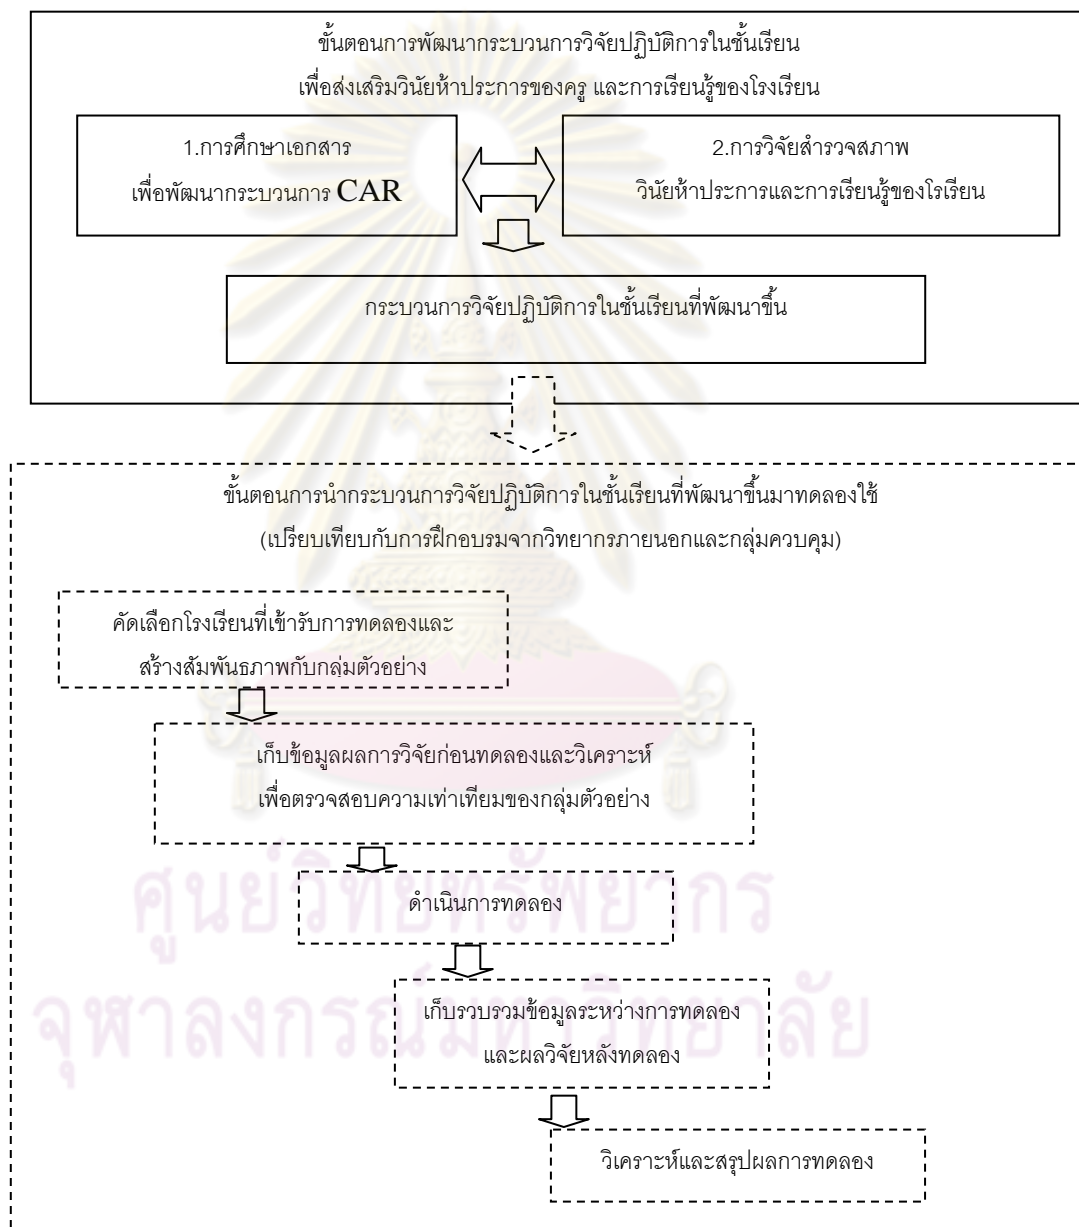 ขั้นตอนการพัฒนากระบวนการวิจัยปฏิบัติการในชั้นเรียน
เพื่อส่งเสริมวินัยห้าประการของครู และการเรียนรู้ของโรงเรียน
1.การศึกษาเอกสาร
เพื่อพัฒนากระบวนการ CAR
2.การวิจัยสำรวจสภาพ
วินัยห้าประการและการเรียนรู้ของโรเรียน
กระบวนการวิจัยปฏิบัติการในชั้นเรียนที่พัฒนาขึ้น
ขั้นตอนการนำกระบวนการวิจัยปฏิบัติการในชั้นเรียนที่พัฒนาขึ้นมาทดลองใช้
(เปรียบเทียบกับการฝึกอบรมจากวิทยากรภายนอกและกลุ่มควบคุม)
คัดเลือกโรงเรียนที่เข้ารับการทดลองและ
สร้างสัมพันธภาพกับกลุ่มตัวอย่าง
เก็บข้อมูลผลการวิจัยก่อนทดลองและวิเคราะห์
เพื่อตรวจสอบความเท่าเทียมของกลุ่มตัวอย่าง
ดำเนินการทดลอง
เก็บรวบรวมข้อมูลระหว่างการทดลอง
และผลวิจัยหลังทดลอง
วิเคราะห์และสรุปผลการทดลอง
ศูนย์วิทยทรัพยากร
จุฬาลงกรณ์มหาวิทยาลัย